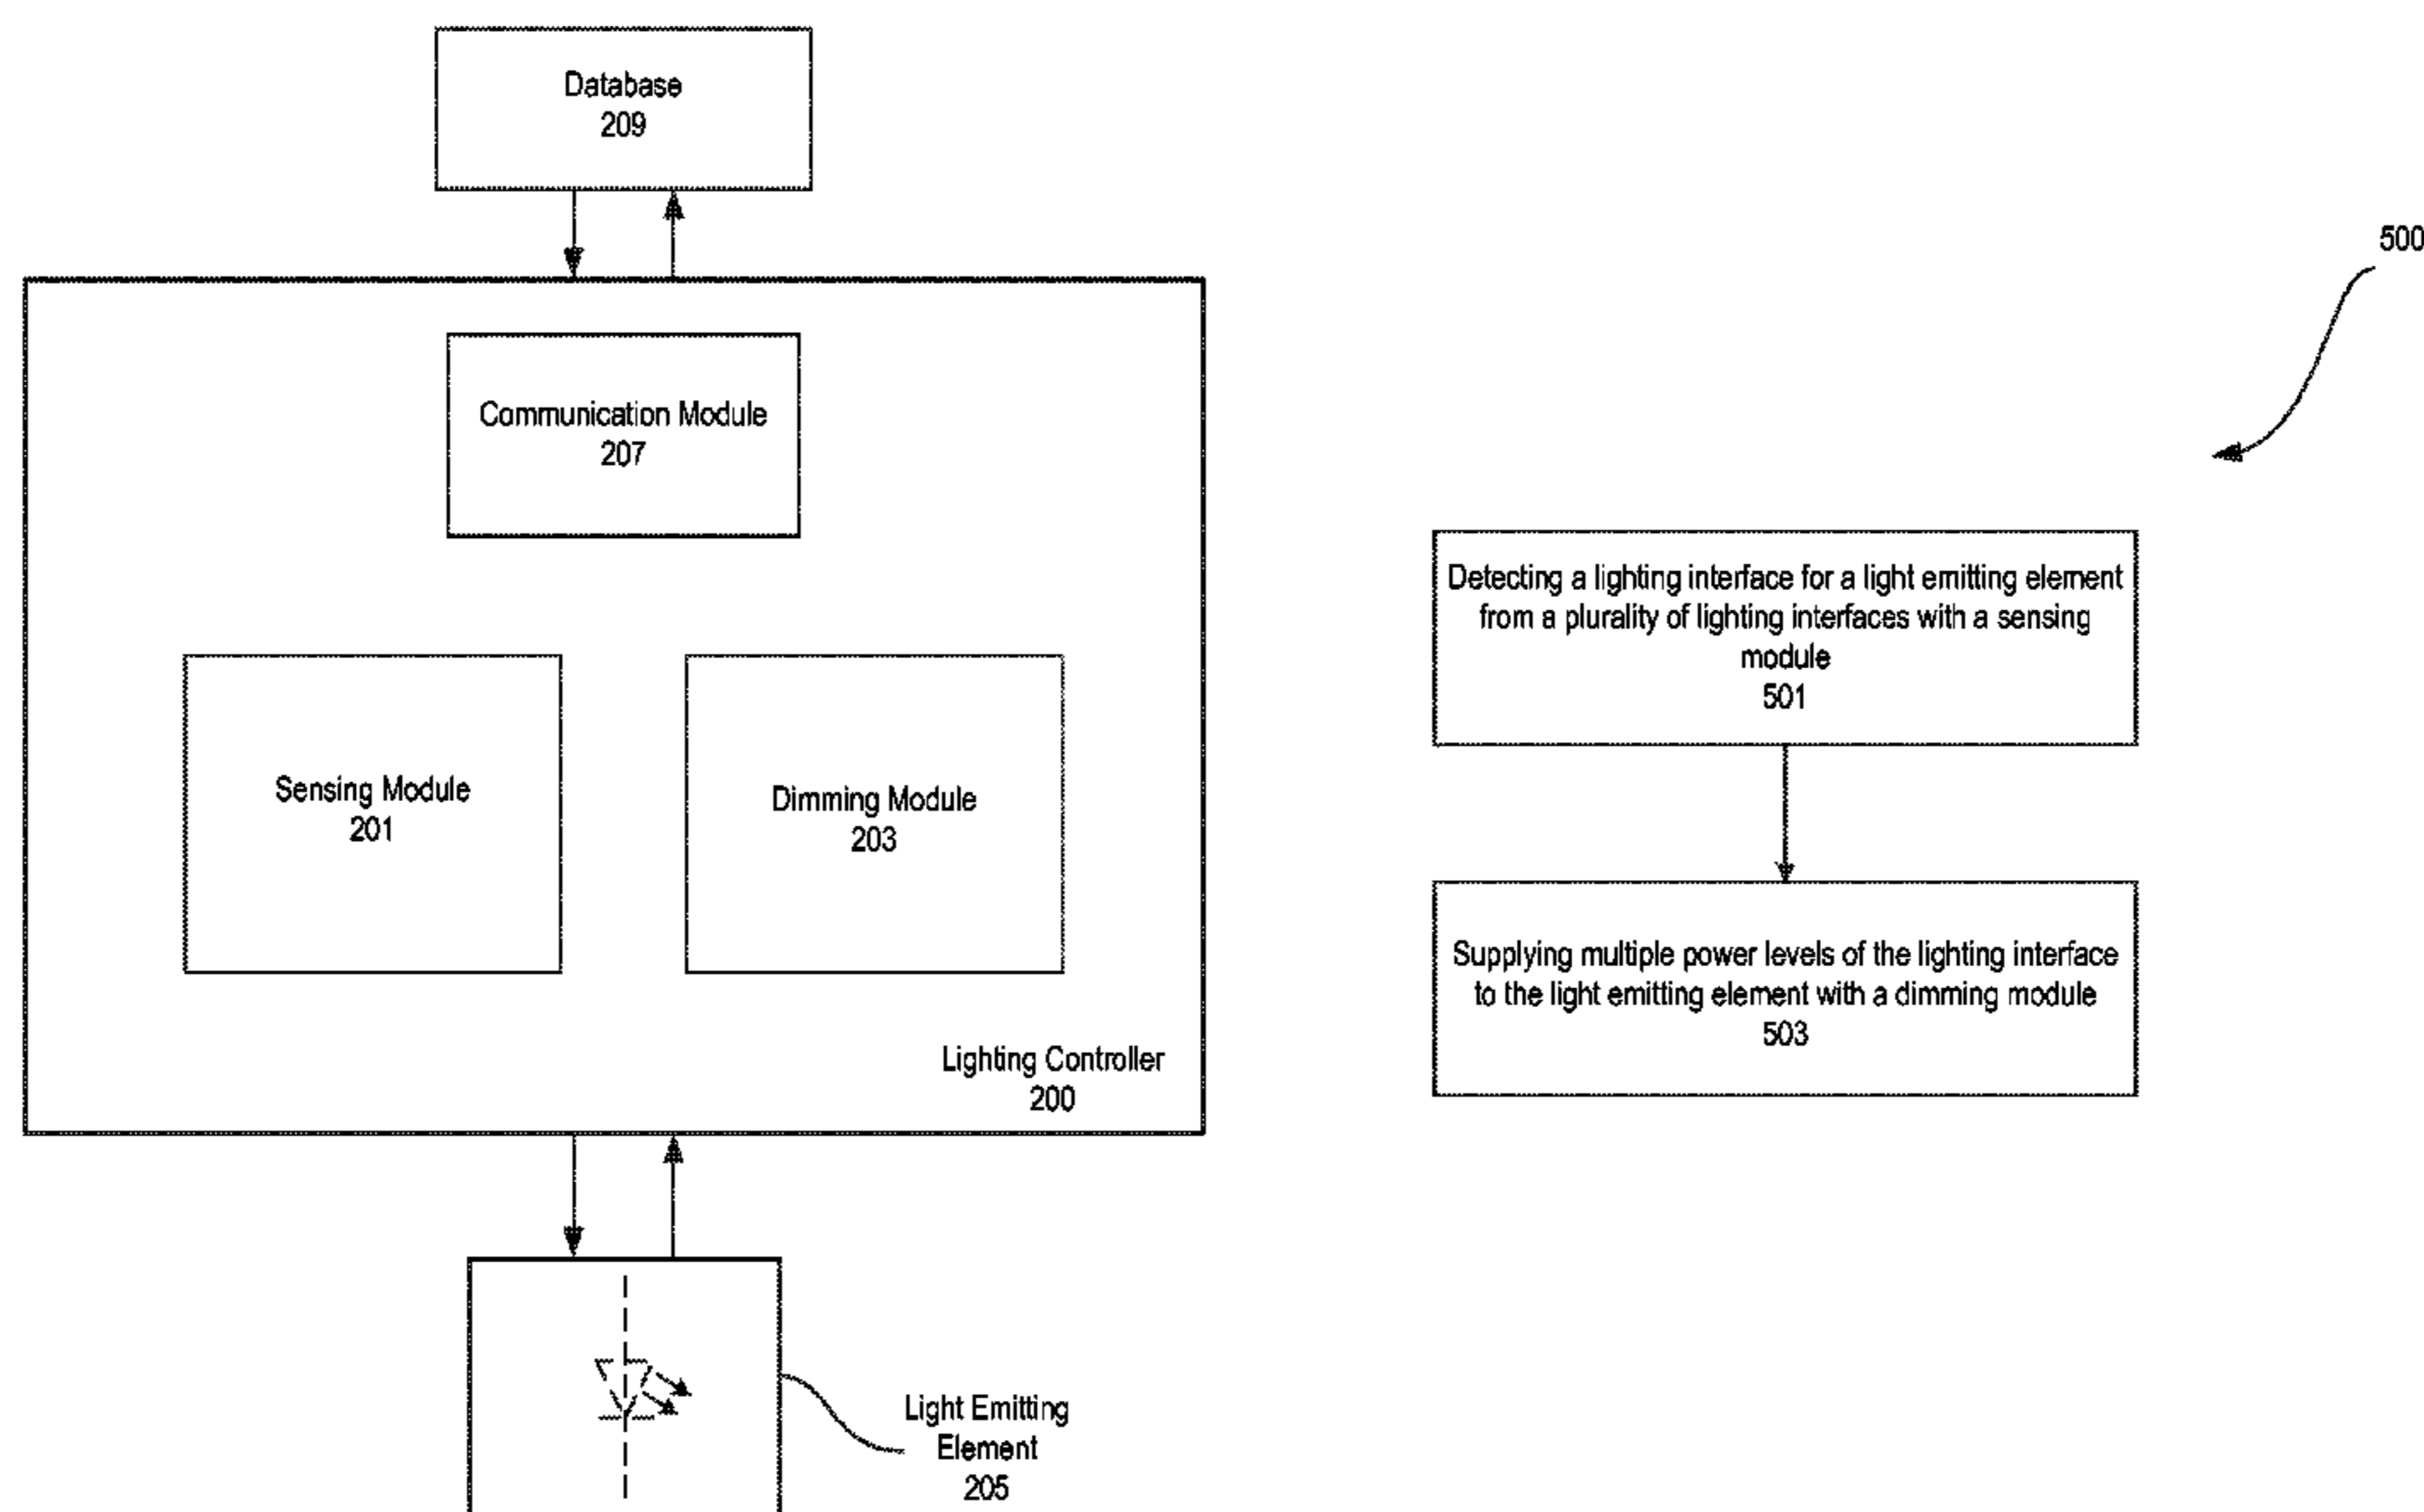 Database
209
Communication Module
207
Sensing Module
201
Dimming Module
203
Lighting Controller
200
Light Emitting
Element
205
500
Detecting a lighting interface for a light emitting element
from a plurality of lighting interfaces with a sensing
module
501
Supplying multiple power levels of the lighting interface
to the light emitting element with a dimming module
503